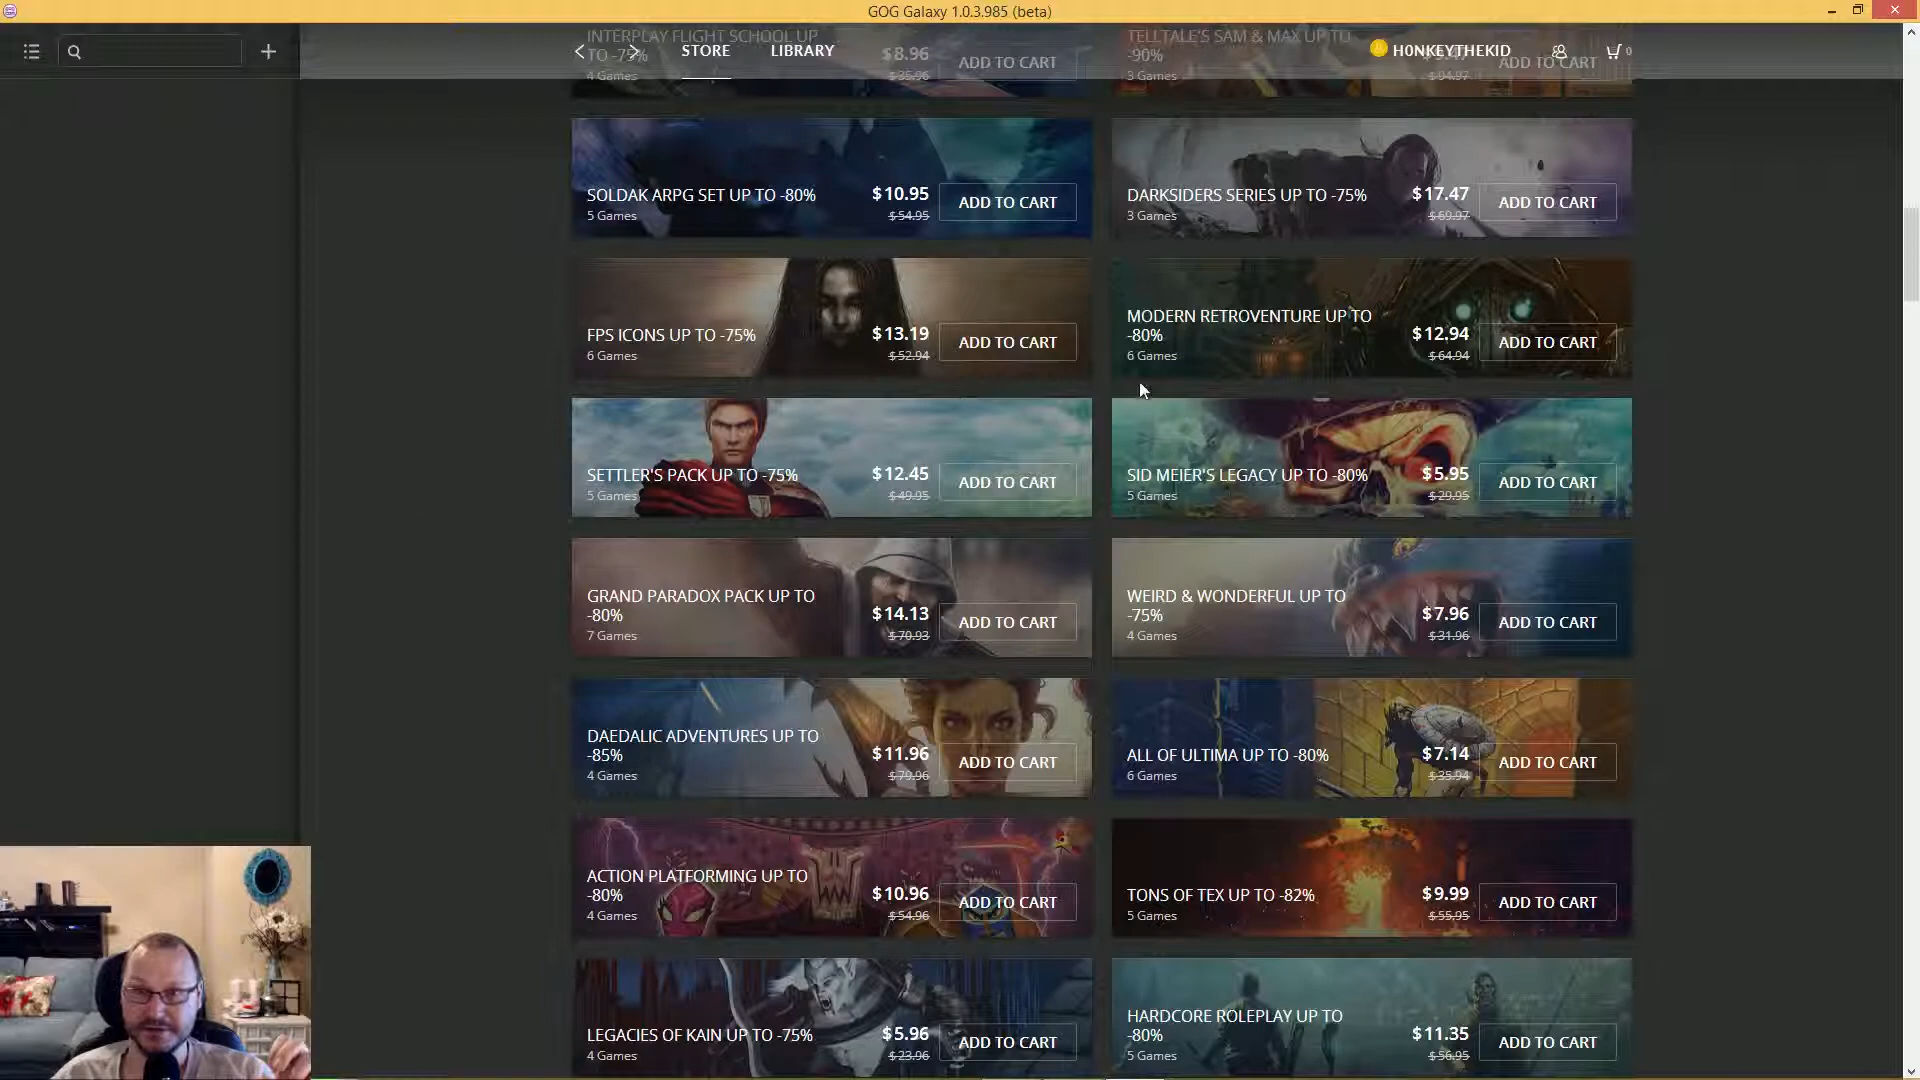 GOG Galaxy 1.0.3.985 (beta)
STORE
LIBRARY
H0NKEYTHEKID
0
INTERPLAY FLIGHT SCHOOL UP
TO -75%
4 Games
$8.96
$35.96
ADD TO CART
TELLTALE'S SAM & MAX UP TO
-90%
3 Games
$94.97
ADD TO CART
SOLDAK ARPG SET UP TO -80%
5 Games
$10.95
$54.95
ADD TO CART
DARKSIDERS SERIES UP TO -75%
3 Games
$17.47
$69.97
ADD TO CART
FPS ICONS UP TO -75%
6 Games
$13.19
$52.94
ADD TO CART
MODERN RETROVENTURE UP TO
-80%
6 Games
$12.94
$64.94
ADD TO CART
SETTLER'S PACK UP TO -75%
5 Games
$12.45
$49.95
ADD TO CART
SID MEIER'S LEGACY UP TO -80%
5 Games
$5.95
$29.95
ADD TO CART
GRAND PARADOX PACK UP TO
-80%
7 Games
$14.13
$70.93
ADD TO CART
WEIRD & WONDERFUL UP TO
-75%
4 Games
$7.96
$31.96
ADD TO CART
DAEDALIC ADVENTURES UP TO
-85%
4 Games
$11.96
$79.96
ADD TO CART
ALL OF ULTIMA UP TO -80%
6 Games
$7.14
$35.94
ADD TO CART
ACTION PLATFORMING UP TO
-80%
4 Games
$10.96
$54.96
ADD TO CART
TONS OF TEX UP TO -82%
5 Games
$9.99
$55.95
ADD TO CART
LEGACIES OF KAIN UP TO -75%
4 Games
$5.96
$23.96
ADD TO CART
HARDCORE ROLEPLAY UP TO
-80%
5 Games
$11.35
$56.95
ADD TO CART